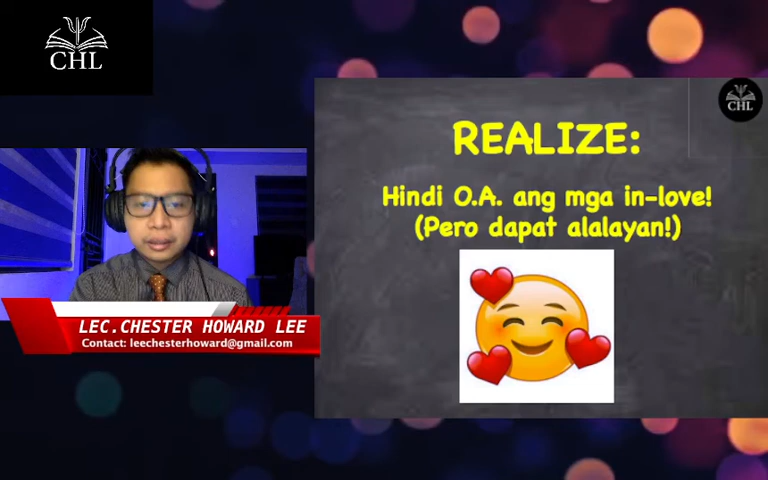 CHL
CHL
REALIZE:
Hindi O.A. ang mga in-love!
(Pero dapat alalayan!)
LEC.CHESTER HOWARD LEE
Contact: leechesterhoward@gmail.com